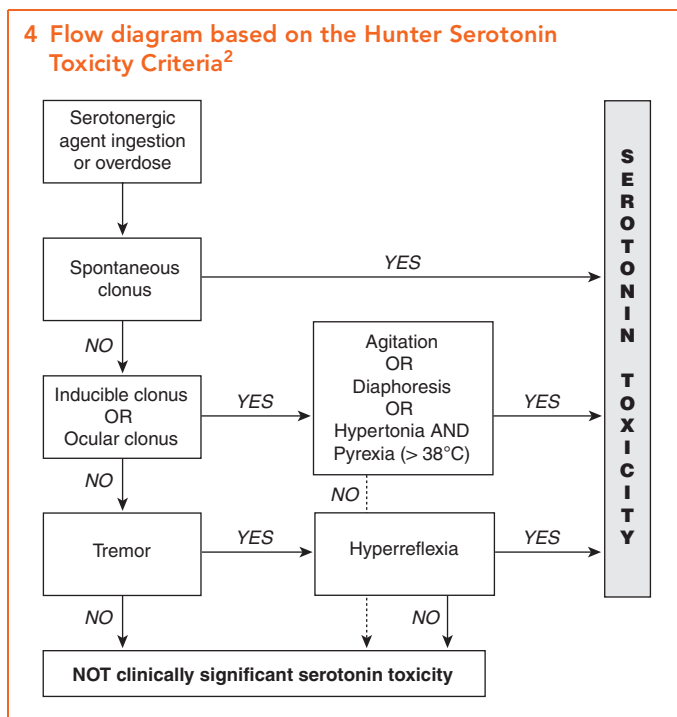 4 Flow diagram based on the Hunter Serotonin
Toxicity Criteria2
Serotonergic
agent ingestion
or overdose
Spontaneous
clonus
YES
NO
Inducible clonus
OR
Ocular clonus
YES
Agitation
OR
Diaphoresis
OR
Hypertonia AND
Pyrexia (> 38°C)
YES
NO
NO
Tremor
YES
Hyperreflexia
YES
NO
NO
NOT clinically significant serotonin toxicity
SEROTONIN TOXICITY